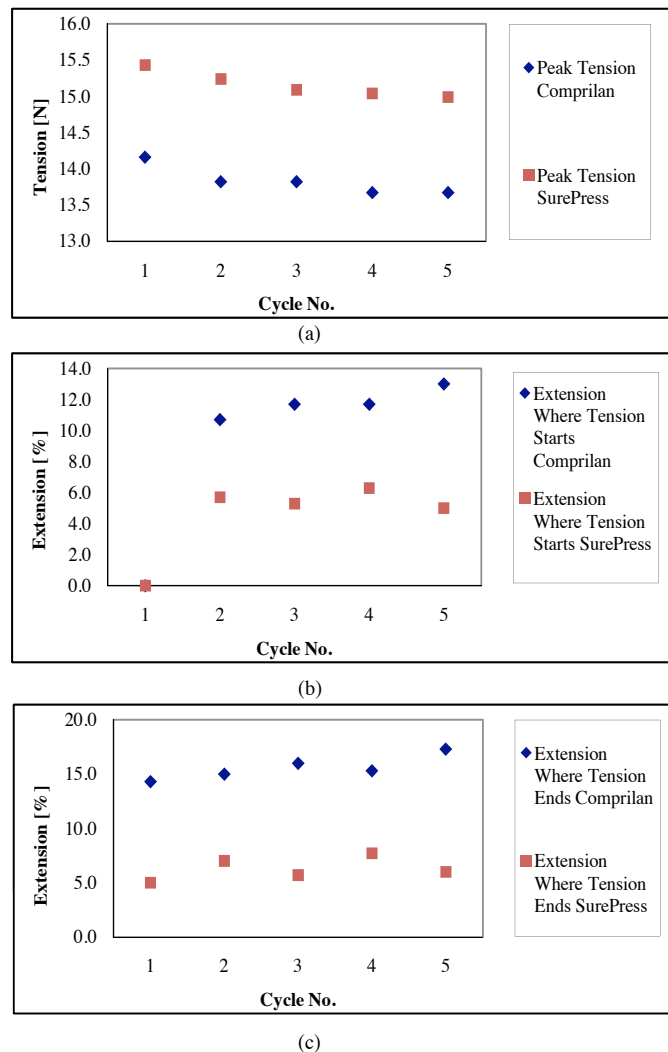 16.0
15.5
15.0
14.5
14.0
13.5
13.0
Tension [N]
1 2 3 4 5
Cycle No.
Peak Tension
Comprilan
Peak Tension
SurePress
(a)
14.0
12.0
10.0
8.0
6.0
4.0
2.0
0.0
Extension [%]
1 2 3 4 5
Cycle No.
Extension
Where Tension
Starts
Comprilan
Extension
Where Tension
Starts SurePress
(b)
20.0
15.0
10.0
5.0
0.0
Extension [%]
1 2 3 4 5
Cycle No.
Extension
Where Tension
Ends Comprilan
Extension
Where Tension
Ends SurePress
(c)